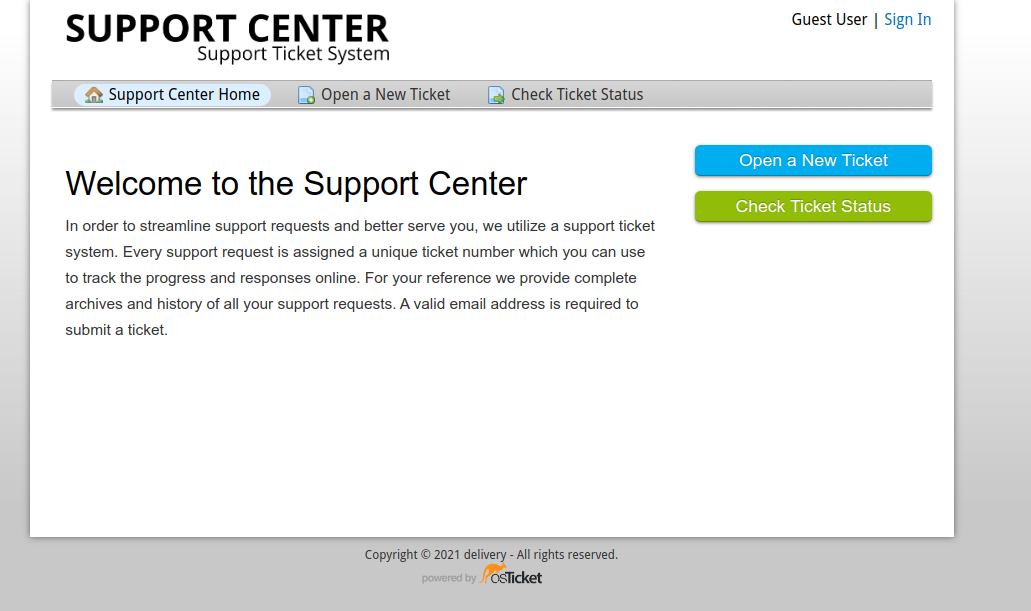 SUPPORT CENTER
Support Ticket System
Guest User | Sign In
Support Center Home
Open a New Ticket
Check Ticket Status
Welcome to the Support Center
In order to streamline support requests and better serve you, we utilize a support ticket
system. Every support request is assigned a unique ticket number which you can use
to track the progress and responses online. For your reference we provide complete
archives and history of all your support requests. A valid email address is required to
submit a ticket.
Open a New Ticket
Check Ticket Status
Copyright © 2021 delivery - All rights reserved.
powered by osTicket